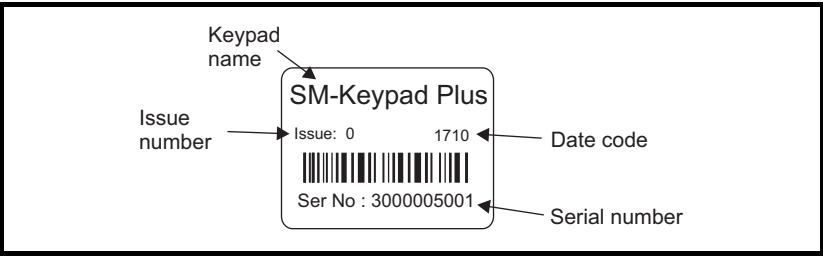 Keypad
name
SM-Keypad Plus
Issue
number
Issue: 0
1710
Date code
Ser No : 3000005001
Serial number